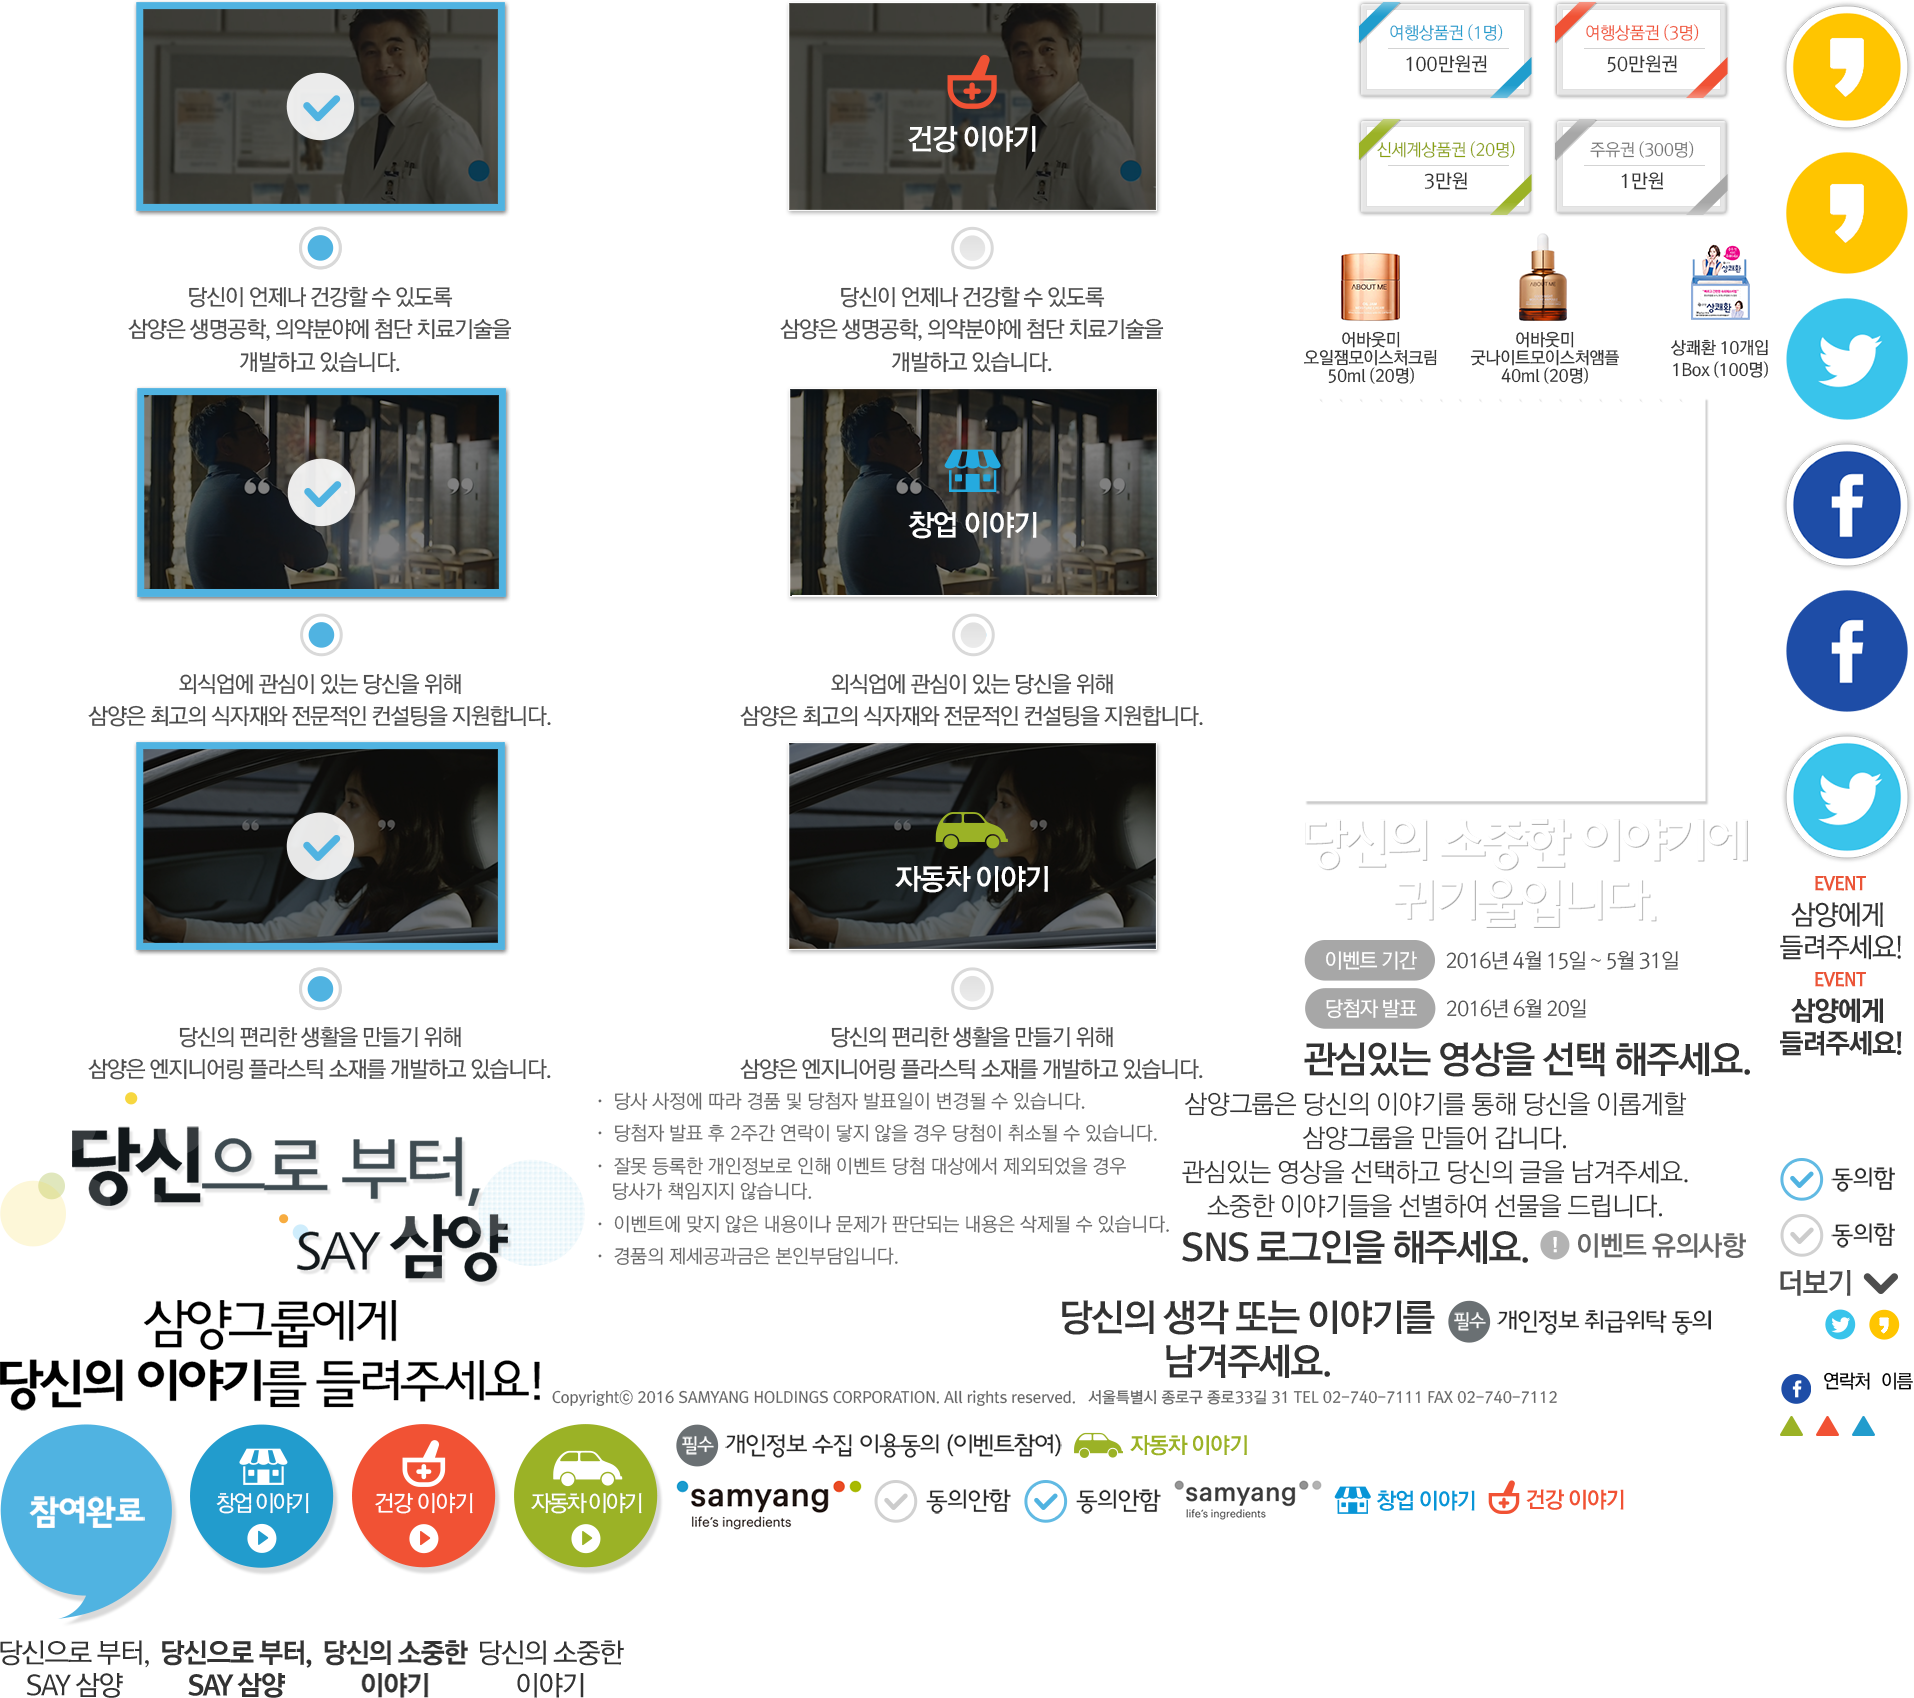 건강 이야기
당신이 언제나 건강할 수 있도록
삼양은 생명공학, 의약분야에 첨단 치료기술을
개발하고 있습니다.
당신이 언제나 건강할 수 있도록
삼양은 생명공학, 의약분야에 첨단 치료기술을
개발하고 있습니다.
창업 이야기
외식업에 관심이 있는 당신을 위해
삼양은 최고의 식자재와 전문적인 컨설팅을 지원합니다.
외식업에 관심이 있는 당신을 위해
삼양은 최고의 식자재와 전문적인 컨설팅을 지원합니다.
자동차 이야기
당신의 편리한 생활을 만들기 위해
삼양은 엔지니어링 플라스틱 소재를 개발하고 있습니다.
당신의 편리한 생활을 만들기 위해
삼양은 엔지니어링 플라스틱 소재를 개발하고 있습니다.
여행상품권 (1명)
100만원권
여행상품권 (3명)
50만원권
신세계상품권 (20명)
3만원
주유권 (300명)
1만원
ABOUT ME
ABOUT ME
상쾌환
상쾌환
어바웃미
오일잼모이스처크림
50ml (20명)
어바웃미
굿나이트모이스처앰플
40ml (20명)
상쾌환 10개입
1Box (100명)
당신의 소중한 이야기에
귀기울입니다.
이벤트 기간 2016년 4월 15일 ~ 5월 31일
당첨자 발표 2016년 6월 20일
관심있는 영상을 선택 해주세요.
EVENT
삼양에게
들려주세요!
EVENT
삼양에게
들려주세요!
당신으로 부터,
SAY 삼양
· 당사 사정에 따라 경품 및 당첨자 발표일이 변경될 수 있습니다.
· 당첨자 발표 후 2주간 연락이 닿지 않을 경우 당첨이 취소될 수 있습니다.
· 잘못 등록한 개인정보로 인해 이벤트 당첨 대상에서 제외되었을 경우
당사가 책임지지 않습니다.
· 이벤트에 맞지 않은 내용이나 문제가 판단되는 내용은 삭제될 수 있습니다.
· 경품의 제세공과금은 본인부담입니다.
삼양그룹은 당신의 이야기를 통해 당신을 이롭게할
삼양그룹을 만들어 갑니다.
관심있는 영상을 선택하고 당신의 글을 남겨주세요.
소중한 이야기들을 선별하여 선물을 드립니다.
SNS 로그인을 해주세요.
! 이벤트 유의사항
동의함
동의함
더보기
삼양그룹에게
당신의 이야기를 들려주세요!
당신의 생각 또는 이야기를
남겨주세요.
필수 개인정보 취급위탁 동의
연락처 이름
Copyright© 2016 SAMYANG HOLDINGS CORPORATION. All rights reserved. 서울특별시 종로구 종로33길 31 TEL 02-740-7111 FAX 02-740-7112
참여완료
창업 이야기
건강 이야기
자동차 이야기
필수 개인정보 수집 이용동의 (이벤트참여)
자동차 이야기
samyang
life's ingredients
동의안함
동의안함
samyang
life's ingredients
창업 이야기
건강 이야기
당신으로 부터,
SAY 삼양
당신으로 부터,
SAY 삼양
당신의 소중한
이야기
당신의 소중한
이야기